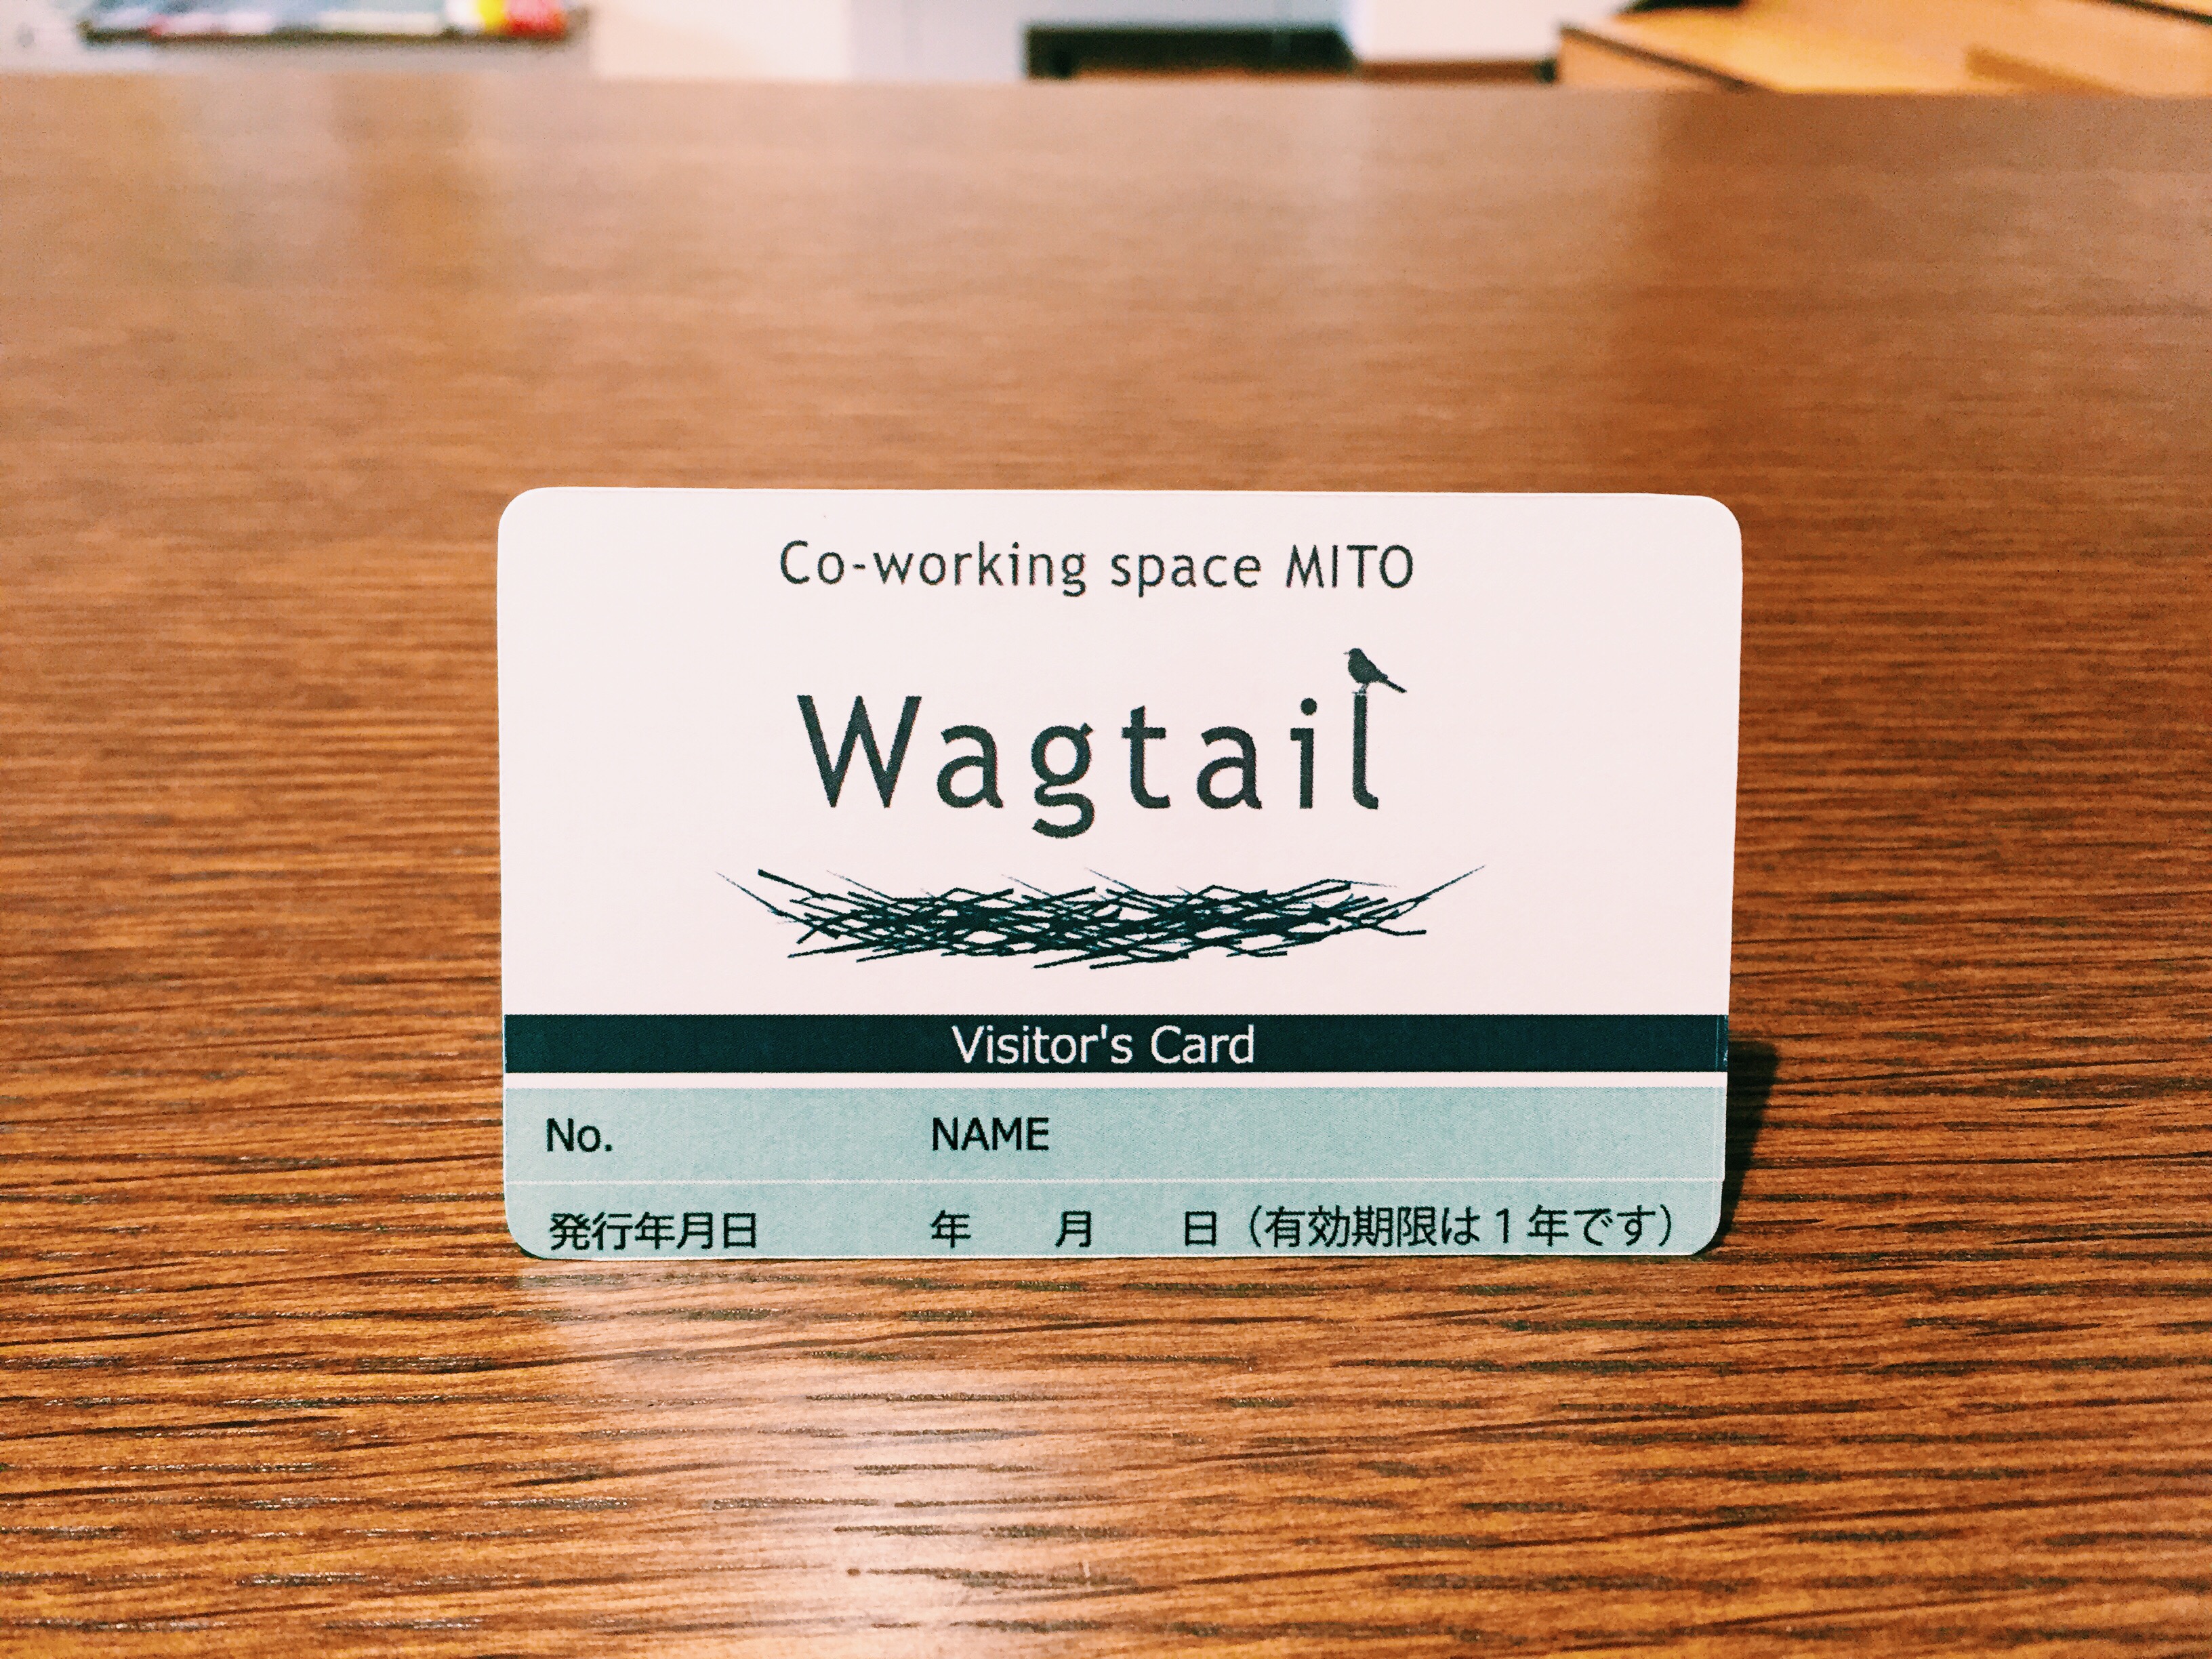 Co-working space MITO
Wagtail
Visitor's Card
No. NAME
発行年月日 年 月 日（有効期限は1年です）